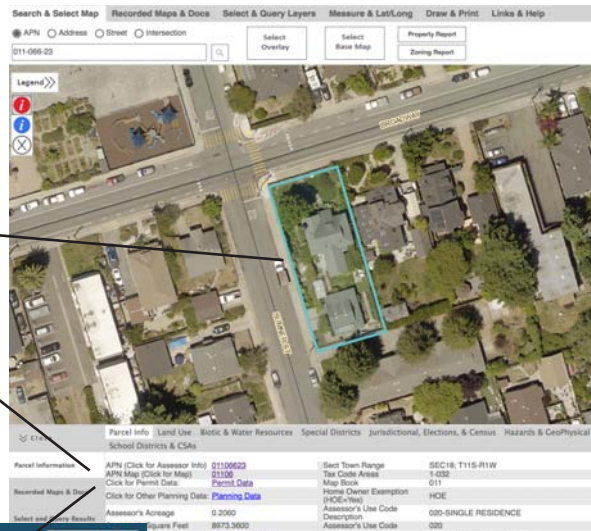 Search & Select Map Recorded Maps & Docs Select & Query Layers Measure & Lat/Long Draw & Print Links & Help
APN Address Street Intersection
011-066-23
Select Overlay
Select Base Map
Property Report
Zoning Report
Legend
BROADWAY
SUMNER ST
Close
Parcel Info Land Use Biotic & Water Resources Special Districts Jurisdictional, Elections, & Census Hazards & GeoPhysical
School Districts & CSAs
Parcel Information
APN (Click for Assessor Info) 01106623 Sect Town Range SEC18; T11S-R1W
APN Map (Click for Map) 01106 Tax Code Areas 1-032
Click for Permit Data: Permit Data Map Book 011
Recorded Maps & Docs
Click for Other Planning Data: Planning Data Home Owner Exemption (HOE=Yes) HOE
Assessor's Acreage 0.2060 Assessor's Use Code Description 020-SINGLE RESIDENCE
Select and Query Results
Square Feet 8973.3600 Assessor's Use Code 020